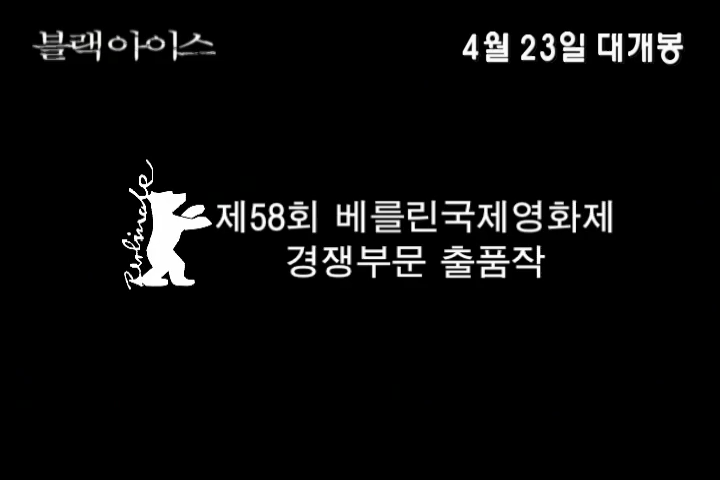 블랙아이스
4월 23일 대개봉
Berlinale
제58회 베를린국제영화제
경쟁부문 출품작